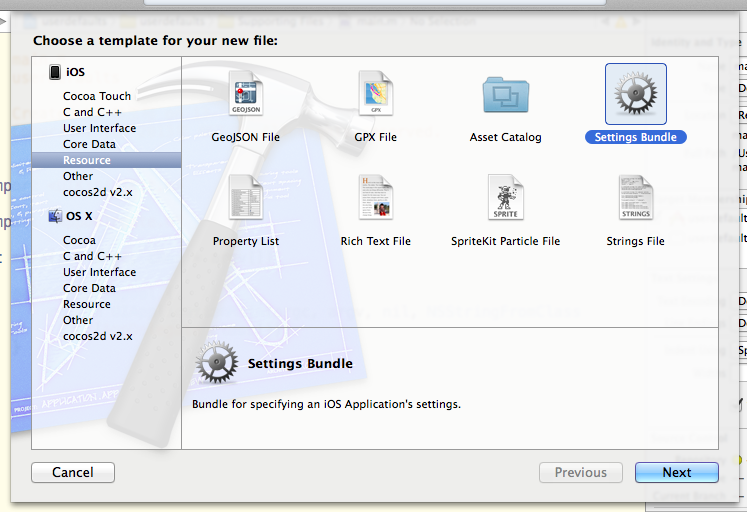 Choose a template for your new file:
iOS
Cocoa Touch
C and C++
User Interface
Core Data
Resource
Other
cocos2d v2.x
OS X
Cocoa
C and C++
User Interface
Core Data
Resource
Other
cocos2d v2.x
GEOJSON
GeoJSON File
GPX
GPX File
Asset Catalog
Settings Bundle
Property List
Rich Text File
SPRITE
SpriteKit Particle File
STRINGS
Strings File
Settings Bundle
Bundle for specifying an iOS Application's settings.
Cancel
Previous
Next